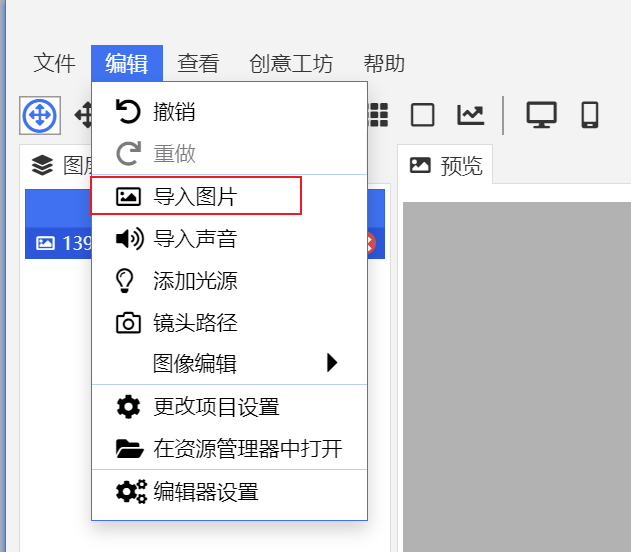 文件 编辑 查看 创意工坊 帮助
图层
预览
139
撤销
重做
导入图片
导入声音
添加光源
镜头路径
图像编辑
更改项目设置
在资源管理器中打开
编辑器设置